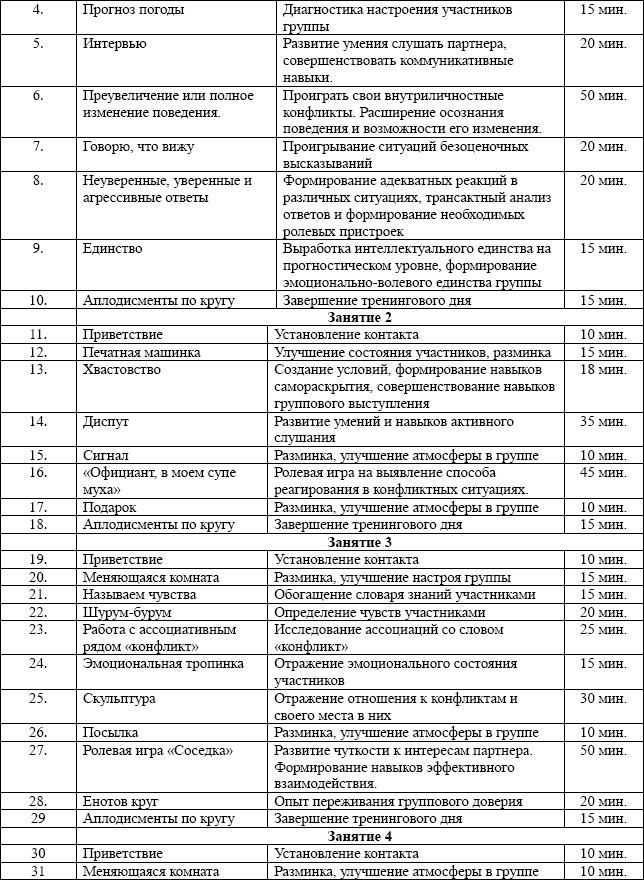 4. Прогноз погоды Диагностика настроения участников 15 мин.
группы
5. Интервью Развитие умения слушать партнера, 20 мин.
совершенствовать коммуникативные
навыки.
6. Преувеличение или полное Проиграть свои внутриличностные 50 мин.
изменение поведения. конфликты. Расширение осознания
поведения и возможности его изменения.
7. Говорю, что вижу Проигрывание ситуаций безоценочных 20 мин.
высказываний
8. Неуверенные, уверенные и Формирование адекватных реакций в 20 мин.
агрессивные ответы различных ситуациях, трансактный анализ
ответов и формирование необходимых
ролевых пристроек
9. Единство Выработка интеллектуального единства на 15 мин.
прогностическом уровне, формирование
эмоционально-волевого единства группы
10. Аплодисменты по кругу Завершение тренингового дня 15 мин.
Занятие 2
11. Приветствие Установление контакта 10 мин.
12. Печатная машинка Улучшение состояния участников, разминка 15 мин.
13. Хвастовство Создание условий, формирование навыков 18 мин.
самораскрытия, совершенствование навыков
группового выступления
14. Диспут Развитие умений и навыков активного 35 мин.
слушания
15. Сигнал Разминка, улучшение атмосферы в группе 10 мин.
16. «Официант, в моем супе Ролевая игра на выявление способа 45 мин.
муха» реагирования в конфликтных ситуациях.
17. Подарок Разминка, улучшение атмосферы в группе 10 мин.
18. Аплодисменты по кругу Завершение тренингового дня 15 мин.
Занятие 3
19. Приветствие Установление контакта 10 мин.
20. Меняющаяся комната Разминка, улучшение настроя группы 15 мин.
21. Называем чувства Обогащение словаря знаний участниками 15 мин.
22. Шурум-бурум Определение чувств участниками 20 мин.
23. Работа с ассоциативным Исследование ассоциаций со словом 25 мин.
рядом «конфликт» «конфликт»
24. Эмоциональная тропинка Отражение эмоционального состояния 15 мин.
участников
25. Скульптура Отражение отношения к конфликтам и 30 мин.
своего места в них
26. Посылка Разминка, улучшение атмосферы в группе 10 мин.
27. Ролевая игра «Соседка» Развитие чуткости к интересам партнера. 50 мин.
Формирование навыков эффективного
взаимодействия.
28. Енотов круг Опыт переживания группового доверия 20 мин.
29 Аплодисменты по кругу Завершение тренингового дня 15 мин.
Занятие 4
30 Приветствие Установление контакта 10 мин.
31 Меняющаяся комната Разминка, улучшение атмосферы в группе 10 мин.